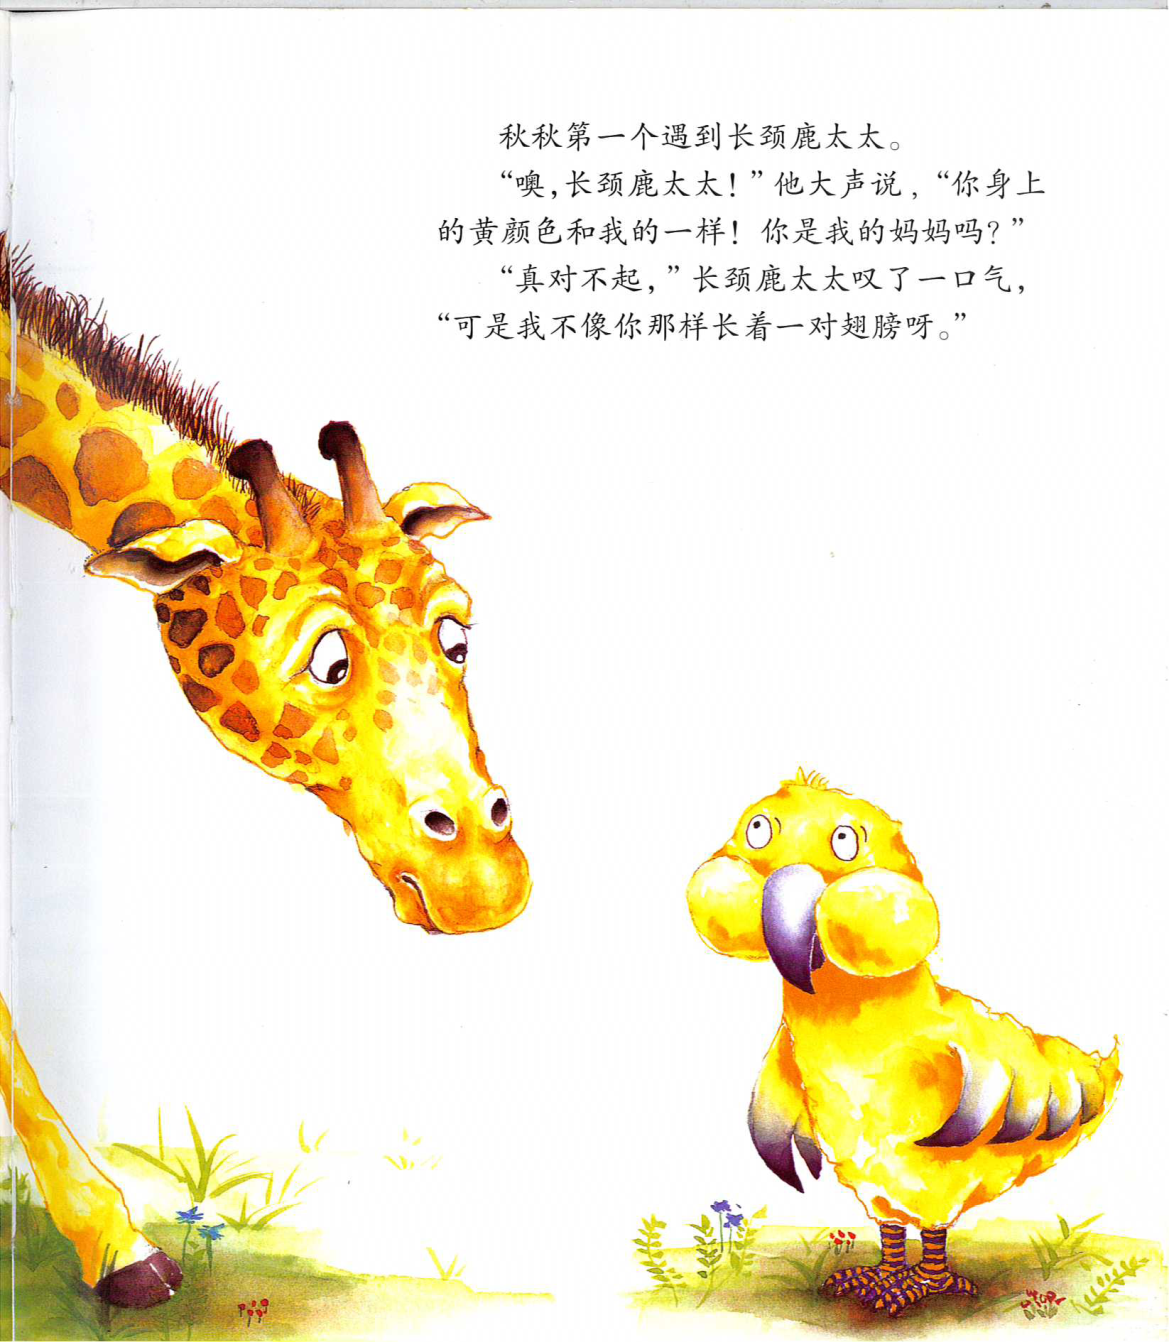 秋秋第一个遇到长颈鹿太太。
“噢，长颈鹿太太！”他大声说，“你身上
的黄颜色和我的一样！你是我的妈妈吗？”
“真对不起，”长颈鹿太太叹了一口气，
“可是我不像你那样长着一对翅膀呀。”